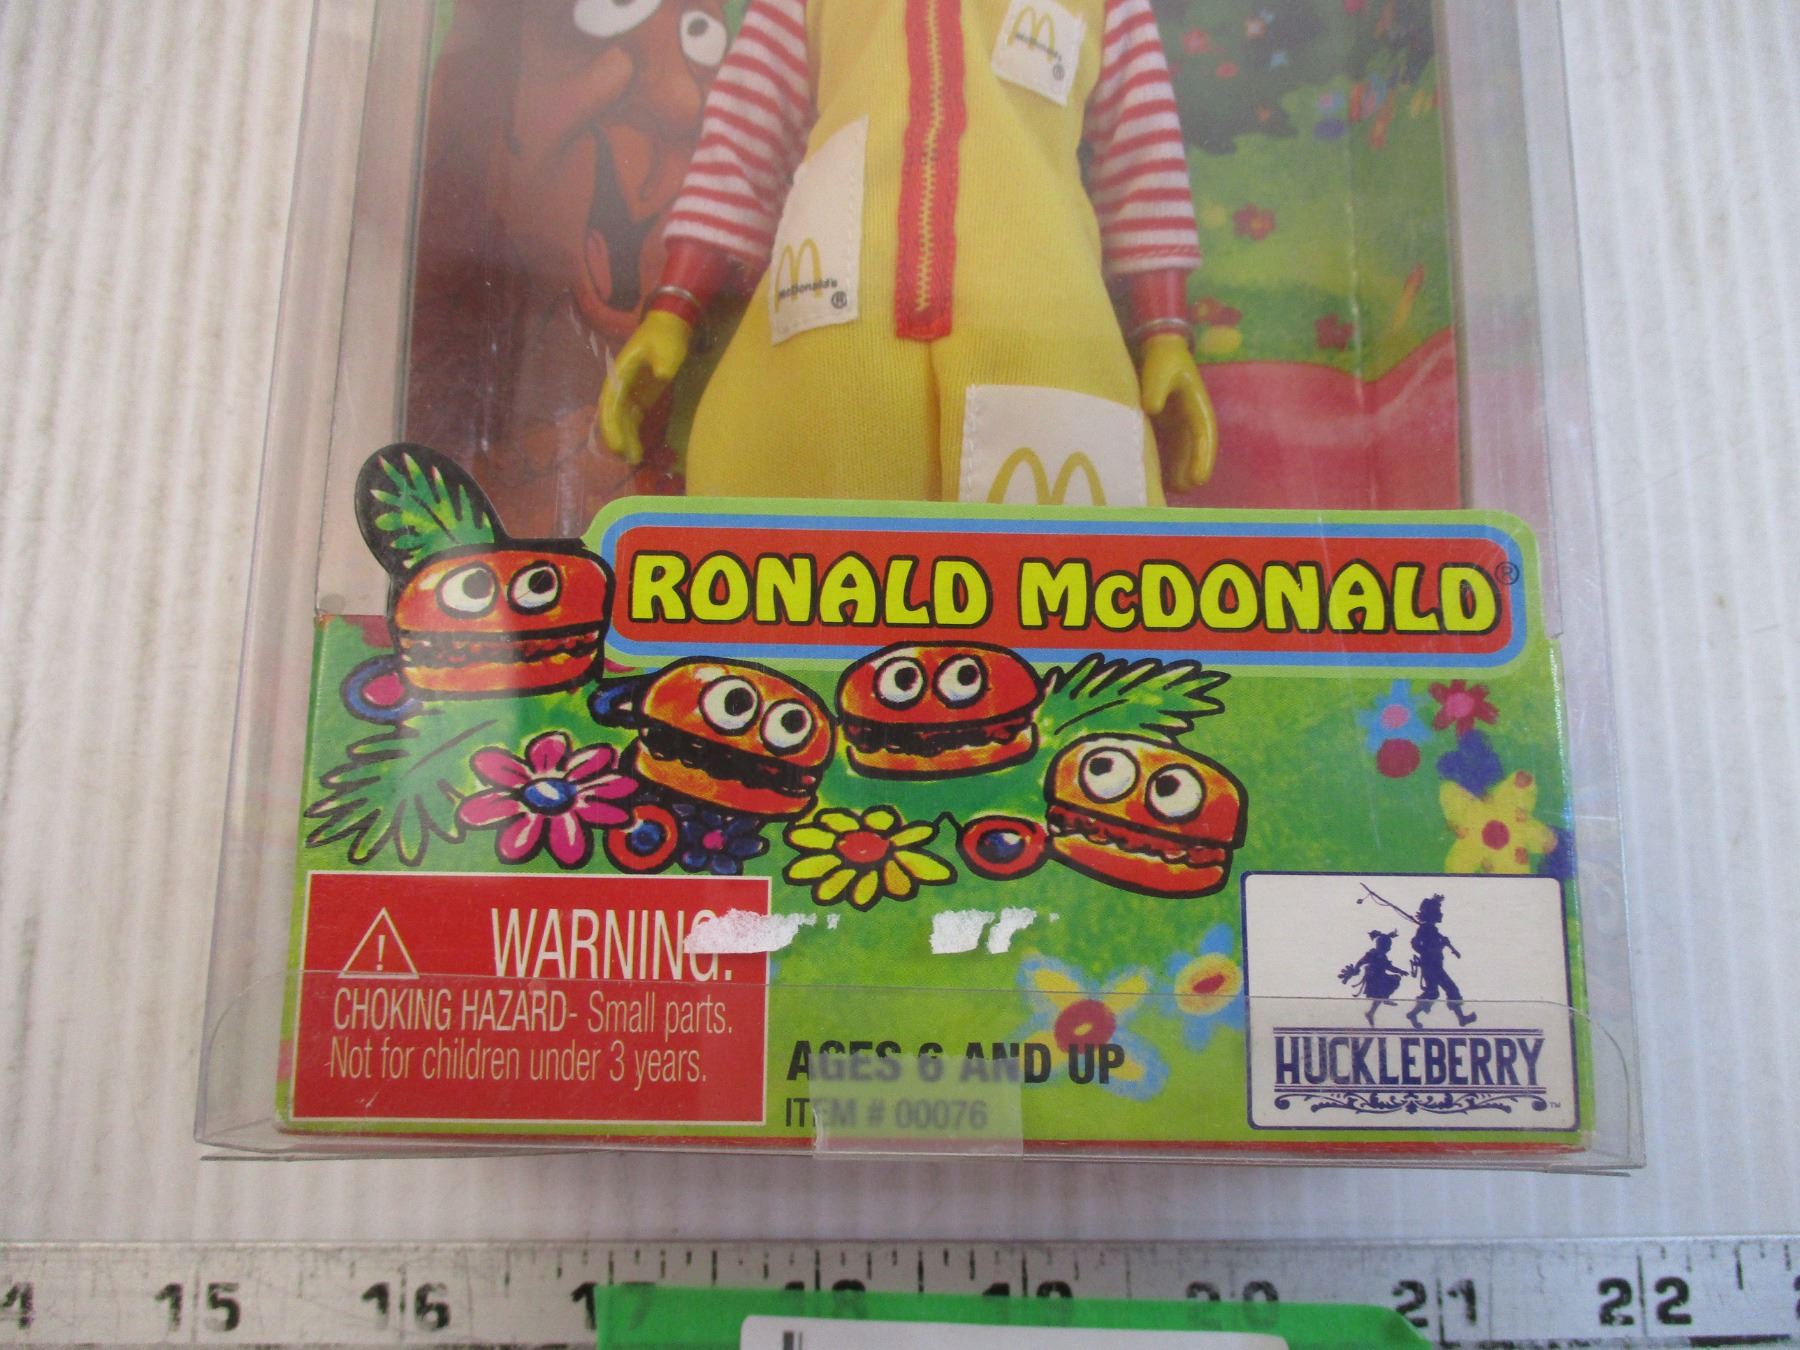 McDonald's
®
McDonald's
®
RONALD McDONALD®
WARNING:
CHOKING HAZARD- Small parts.
Not for children under 3 years.
AGES 6 AND UP
ITEM # 00076
HUCKLEBERRY™
15 16 17 18 19 20 21 22